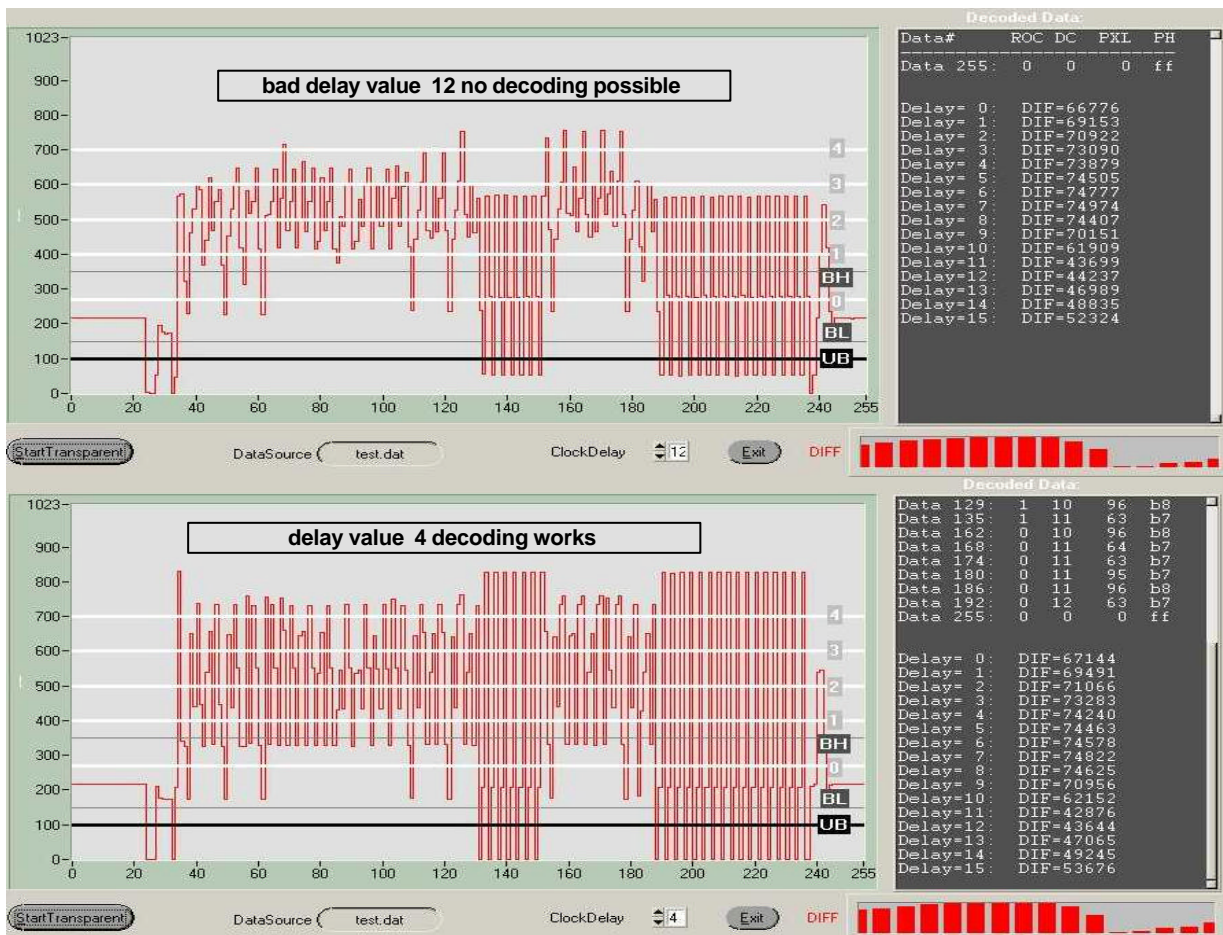 Decoded Data:
1023
900
800
700
600
500
400
300
200
100
0
bad delay value 12 no decoding possible
4
3
2
1
BH
0
BL
UB
0 20 40 60 80 100 120 140 160 180 200 220 240 255
Data# ROC DC PXL PH
Data 255: 0 0 0 ff
Delay= 0: DIF=66776
Delay= 1: DIF=69153
Delay= 2: DIF=70922
Delay= 3: DIF=73090
Delay= 4: DIF=73879
Delay= 5: DIF=74505
Delay= 6: DIF=74777
Delay= 7: DIF=74974
Delay= 8: DIF=74407
Delay= 9: DIF=70151
Delay=10: DIF=61909
Delay=11: DIF=43699
Delay=12: DIF=44237
Delay=13: DIF=46989
Delay=14: DIF=48835
Delay=15: DIF=52324
StartTransparent DataSource test.dat ClockDelay 12 Exit DIFF
Decoded Data:
1023
900
800
700
600
500
400
300
200
100
0
delay value 4 decoding works
4
3
2
1
BH
0
BL
UB
0 20 40 60 80 100 120 140 160 180 200 220 240 255
Data 129: 1 10 96 b8
Data 135: 1 11 63 b7
Data 162: 0 10 96 b8
Data 168: 0 11 64 b7
Data 174: 0 11 63 b7
Data 180: 0 11 95 b7
Data 186: 0 11 96 b8
Data 192: 0 12 63 b7
Data 255: 0 0 0 ff
Delay= 0: DIF=67144
Delay= 1: DIF=69491
Delay= 2: DIF=71066
Delay= 3: DIF=73283
Delay= 4: DIF=74240
Delay= 5: DIF=74463
Delay= 6: DIF=74578
Delay= 7: DIF=74822
Delay= 8: DIF=74625
Delay= 9: DIF=70956
Delay=10: DIF=62152
Delay=11: DIF=42876
Delay=12: DIF=43644
Delay=13: DIF=47065
Delay=14: DIF=49245
Delay=15: DIF=53676
StartTransparent DataSource test.dat ClockDelay 4 Exit DIFF